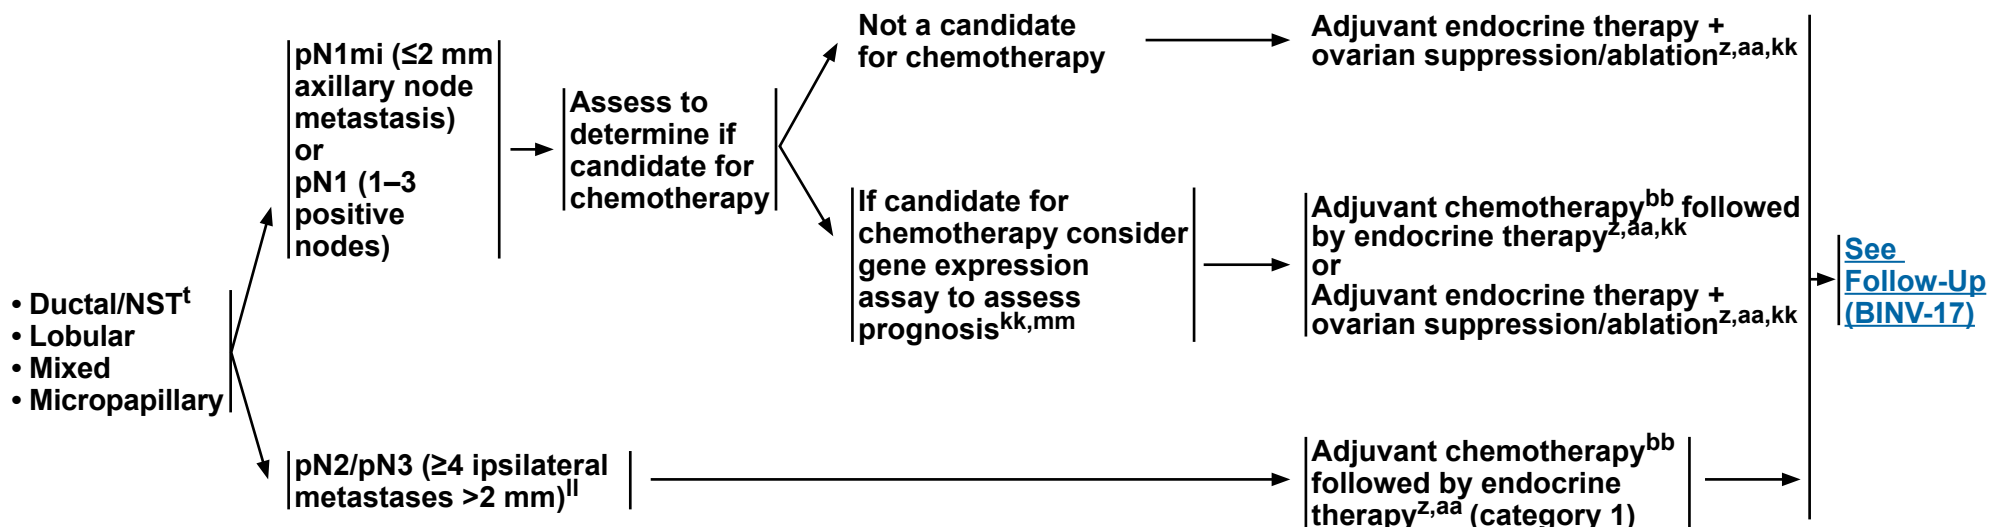 • Ductal/NSTt
• Lobular
• Mixed
• Micropapillary
pN1mi (≤2 mm
axillary node
metastasis)
or
pN1 (1–3
positive
nodes)
Assess to
determine if
candidate for
chemotherapy
Not a candidate
for chemotherapy
Adjuvant endocrine therapy +
ovarian suppression/ablationz,aa,kk
If candidate for
chemotherapy consider
gene expression
assay to assess
prognosiskk,mm
Adjuvant chemotherapybb followed
by endocrine therapyz,aa,kk
or
Adjuvant endocrine therapy +
ovarian suppression/ablationz,aa,kk
pN2/pN3 (≥4 ipsilateral
metastases >2 mm)ll
Adjuvant chemotherapybb
followed by endocrine
therapyz,aa (category 1)
See
Follow-Up
(BINV-17)